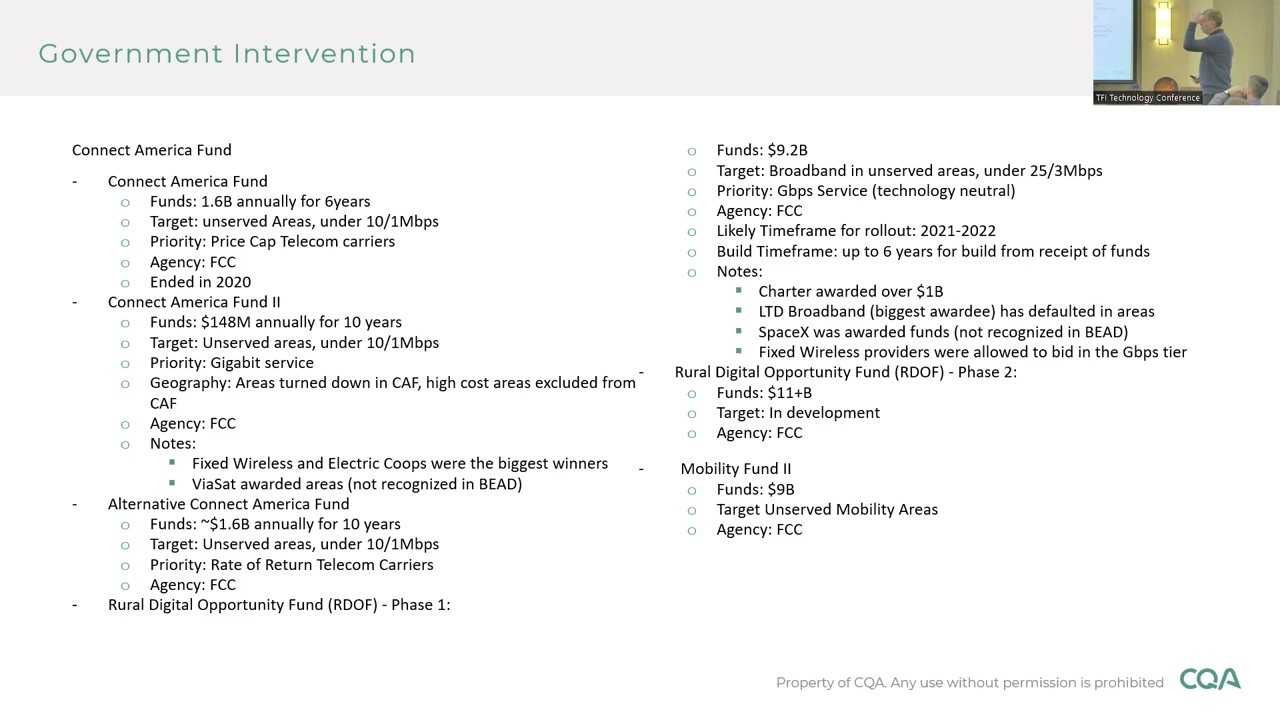 Government Intervention
TFI Technology Conference
Connect America Fund
- Connect America Fund
o Funds: 1.6B annually for 6years
o Target: unserved Areas, under 10/1Mbps
o Priority: Price Cap Telecom carriers
o Agency: FCC
o Ended in 2020
- Connect America Fund II
o Funds: $148M annually for 10 years
o Target: Unserved areas, under 10/1Mbps
o Priority: Gigabit service
o Geography: Areas turned down in CAF, high cost areas excluded from
CAF
o Agency: FCC
o Notes:
▪ Fixed Wireless and Electric Coops were the biggest winners
▪ ViaSat awarded areas (not recognized in BEAD)
- Alternative Connect America Fund
o Funds: ~$1.6B annually for 10 years
o Target: Unserved areas, under 10/1Mbps
o Priority: Rate of Return Telecom Carriers
o Agency: FCC
- Rural Digital Opportunity Fund (RDOF) - Phase 1:
o Funds: $9.2B
o Target: Broadband in unserved areas, under 25/3Mbps
o Priority: Gbps Service (technology neutral)
o Agency: FCC
o Likely Timeframe for rollout: 2021-2022
o Build Timeframe: up to 6 years for build from receipt of funds
o Notes:
▪ Charter awarded over $1B
▪ LTD Broadband (biggest awardee) has defaulted in areas
▪ SpaceX was awarded funds (not recognized in BEAD)
▪ Fixed Wireless providers were allowed to bid in the Gbps tier
- Rural Digital Opportunity Fund (RDOF) - Phase 2:
o Funds: $11+B
o Target: In development
o Agency: FCC
- Mobility Fund II
o Funds: $9B
o Target Unserved Mobility Areas
o Agency: FCC
Property of CQA. Any use without permission is prohibited
CQA